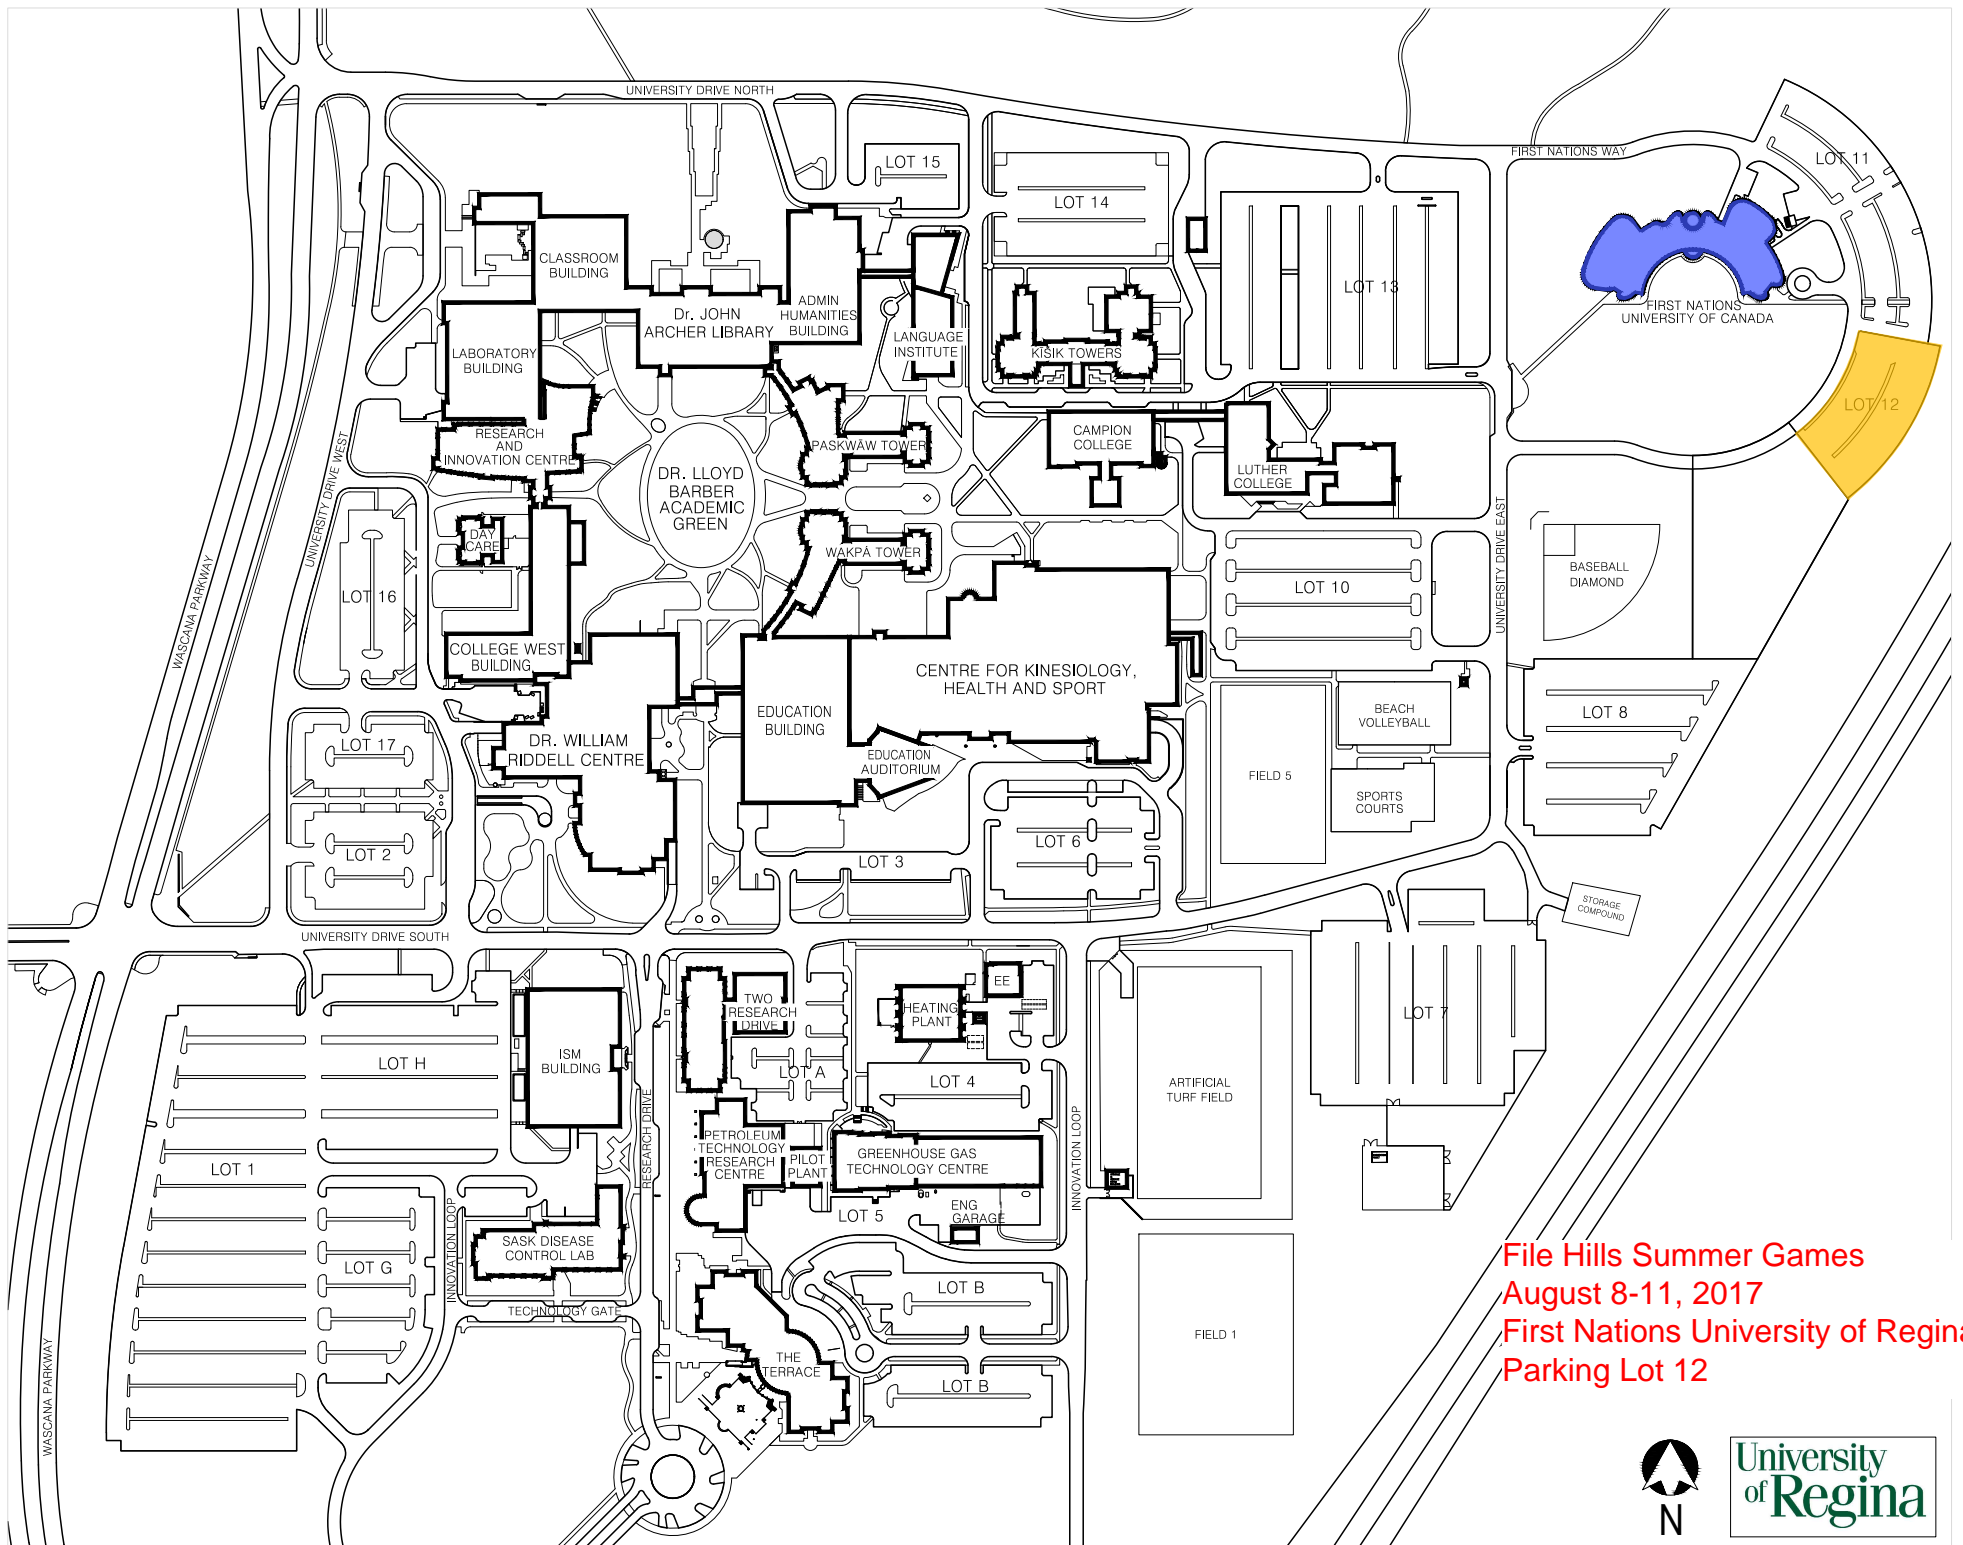 UNIVERSITY DRIVE NORTH
FIRST NATIONS WAY
LOT 11
LOT 15
LOT 14
LOT 13
CLASSROOM
BUILDING
Dr. JOHN
ARCHER LIBRARY
ADMIN
HUMANITIES
BUILDING
LANGUAGE
INSTITUTE
KĪSIK TOWERS
FIRST NATIONS
UNIVERSITY OF CANADA
LABORATORY
BUILDING
LOT 12
RESEARCH
AND
INNOVATION CENTRE
PASKWĀW TOWER
CAMPION
COLLEGE
LUTHER
COLLEGE
DR. LLOYD
BARBER
ACADEMIC
GREEN
UNIVERSITY DRIVE WEST
UNIVERSITY DRIVE EAST
WASCANA PARKWAY
DAY
CARE
WAKPĀ TOWER
LOT 16
LOT 10
BASEBALL
DIAMOND
COLLEGE WEST
BUILDING
CENTRE FOR KINESIOLOGY,
HEALTH AND SPORT
EDUCATION
BUILDING
BEACH
VOLLEYBALL
LOT 8
LOT 17
DR. WILLIAM
RIDDELL CENTRE
EDUCATION
AUDITORIUM
FIELD 5
SPORTS
COURTS
LOT 2
LOT 3
LOT 6
STORAGE
COMPOUND
UNIVERSITY DRIVE SOUTH
TWO
RESEARCH
DRIVE
EE
HEATING
PLANT
LOT 7
LOT H
ISM
BUILDING
LOT A
LOT 4
ARTIFICIAL
TURF FIELD
RESEARCH DRIVE
INNOVATION LOOP
LOT 1
PETROLEUM
TECHNOLOGY
RESEARCH
CENTRE
PILOT
PLANT
GREENHOUSE GAS
TECHNOLOGY CENTRE
LOT 5
ENG
GARAGE
INNOVATION LOOP
SASK DISEASE
CONTROL LAB
LOT G
TECHNOLOGY GATE
LOT B
FIELD 1
THE
TERRACE
LOT B
WASCANA PARKWAY
File Hills Summer Games
August 8-11, 2017
First Nations University of Regina
Parking Lot 12
N
University
of Regina